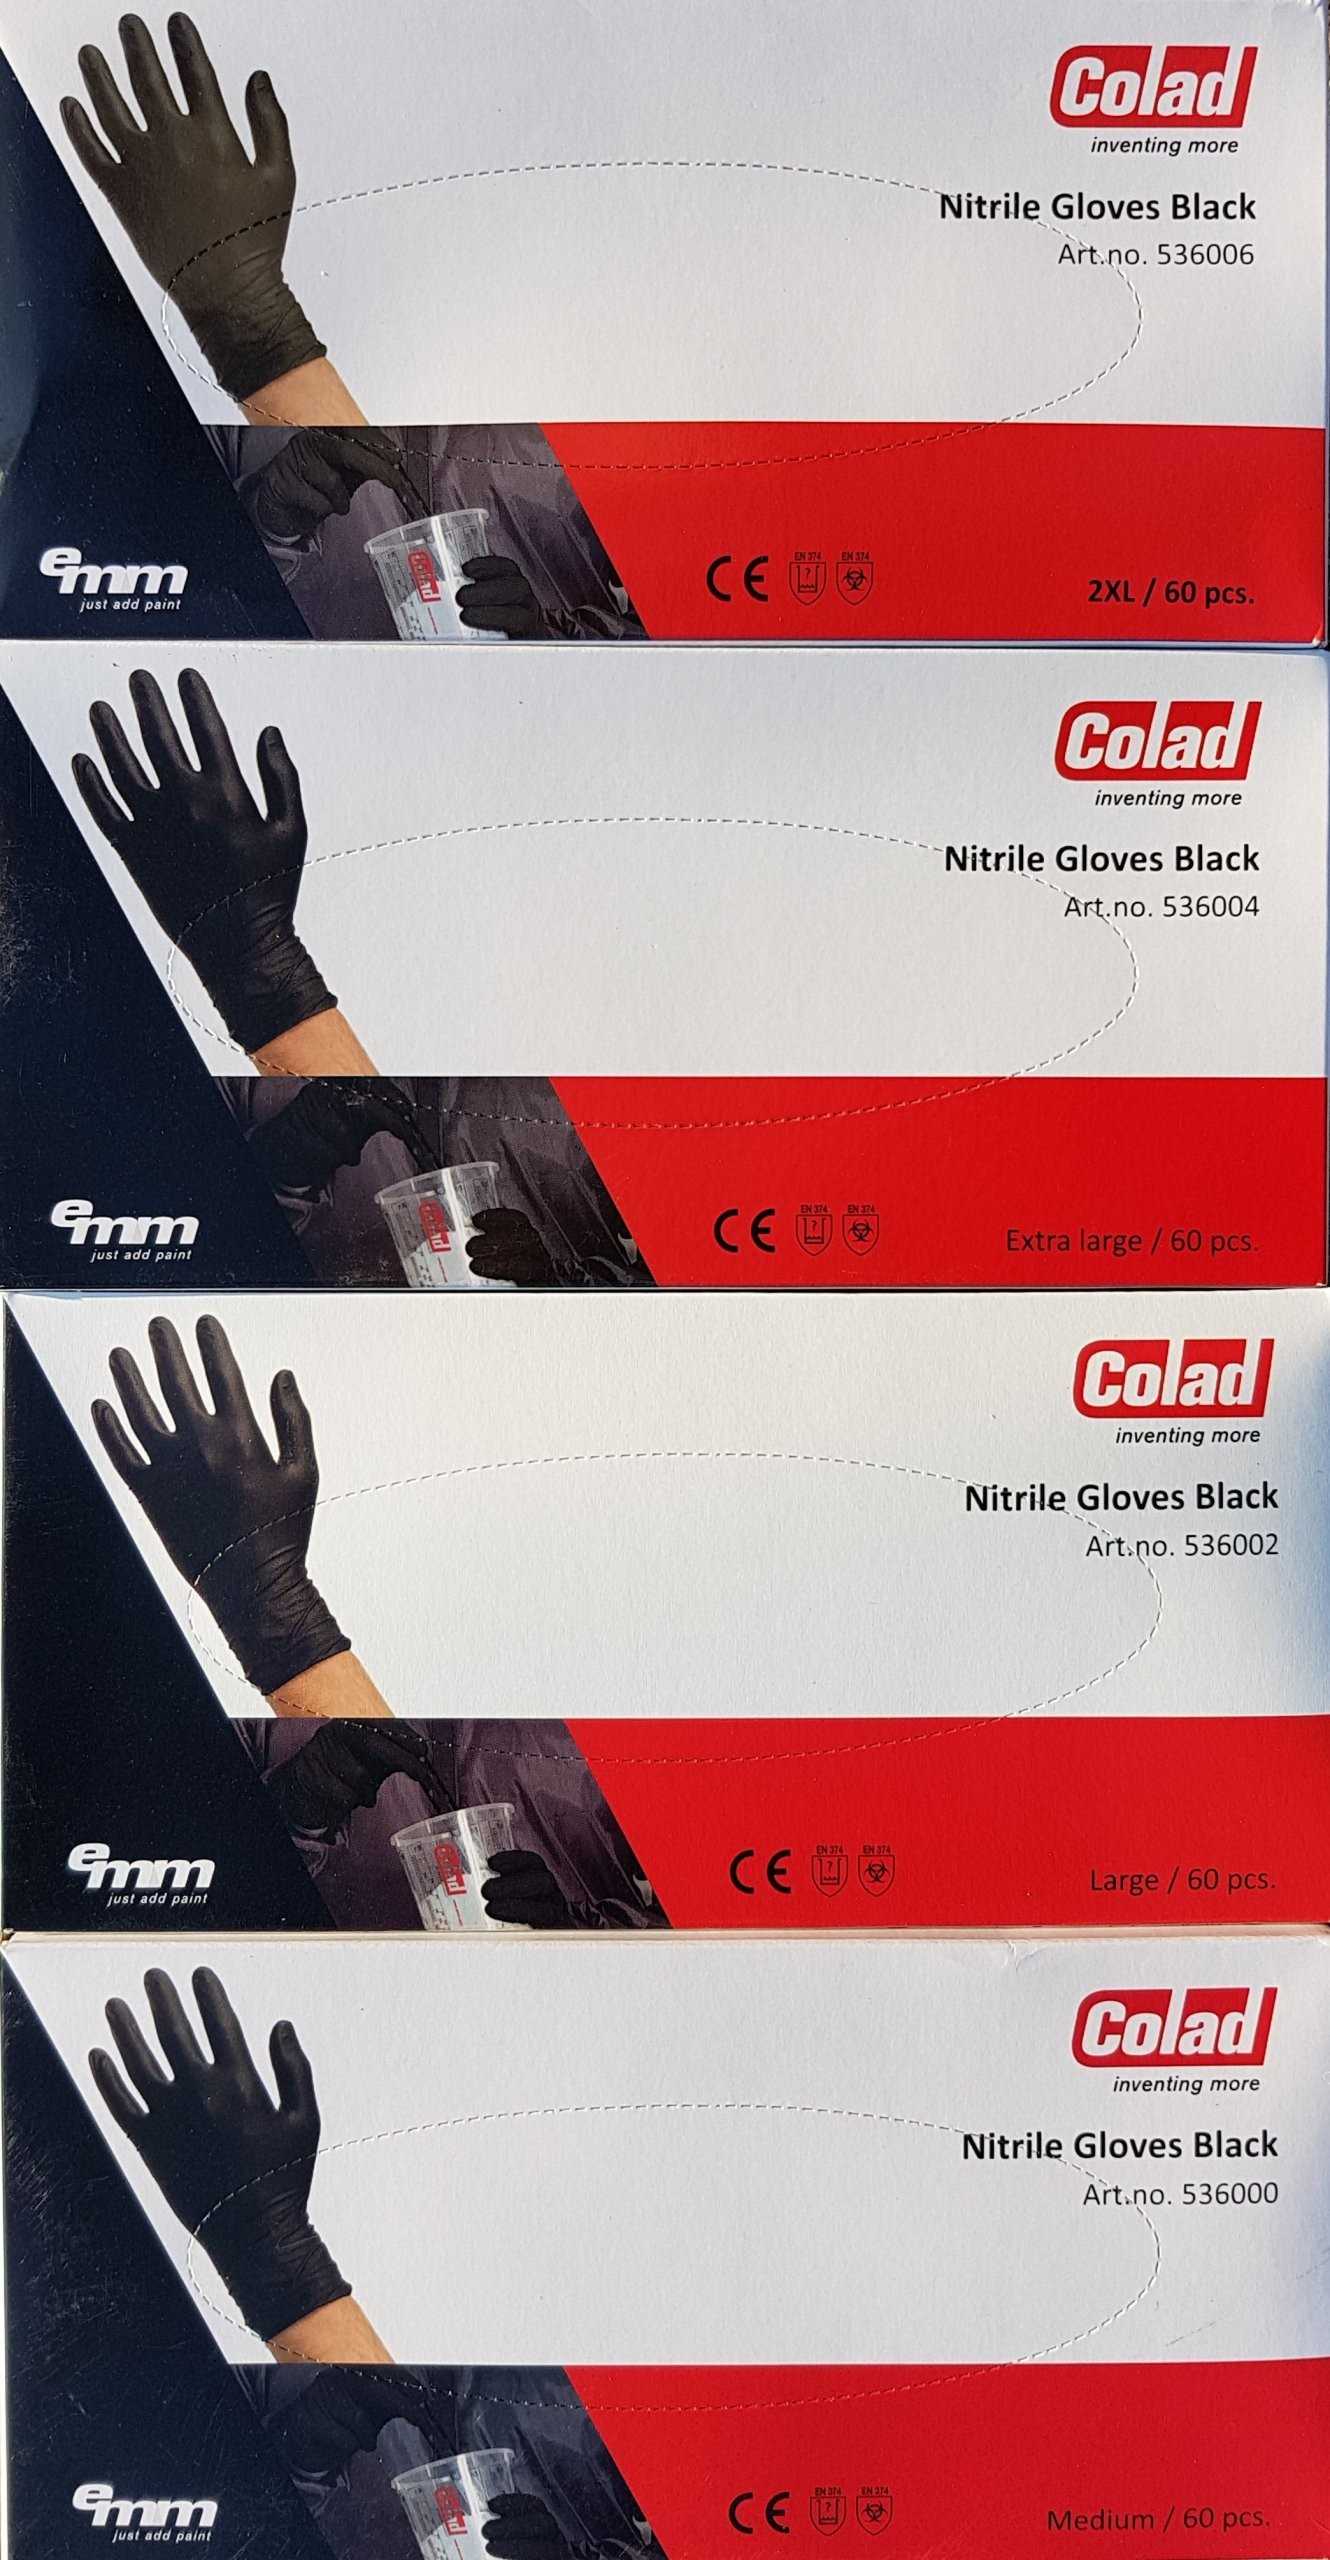 Colad
inventing more
Nitrile Gloves Black
Art.no. 536006
Colad
emm
just add paint
CE
EN 374
?
EN 374
2XL / 60 pcs.
Colad
inventing more
Nitrile Gloves Black
Art.no. 536004
Colad
emm
just add paint
CE
EN 374
?
EN 374
Extra large / 60 pcs.
Colad
inventing more
Nitrile Gloves Black
Art.no. 536002
Colad
emm
just add paint
CE
EN 374
?
EN 374
Large / 60 pcs.
Colad
inventing more
Nitrile Gloves Black
Art.no. 536000
Colad
emm
just add paint
CE
EN 374
?
EN 374
Medium / 60 pcs.